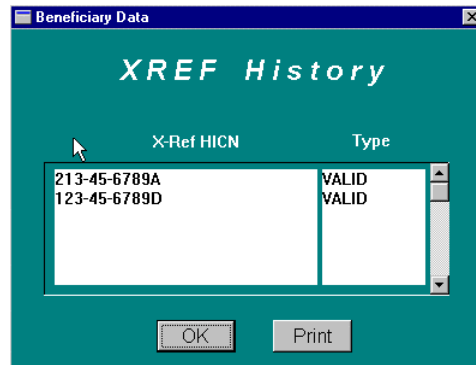 Beneficiary Data
XREF History
X-Ref HICN Type
213-45-6789A VALID
123-45-6789D VALID
OK Print